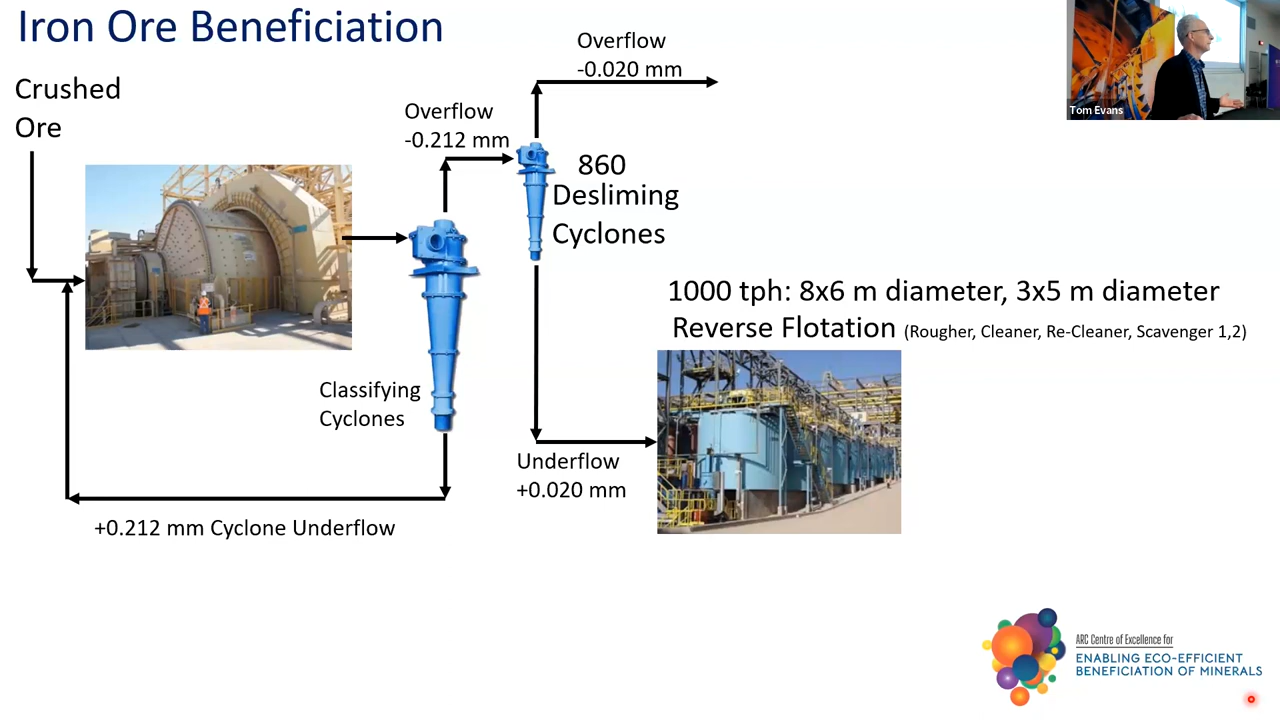 Iron Ore Beneficiation
Crushed
Ore
Overflow
-0.212 mm
Overflow
-0.020 mm
860
Desliming
Cyclones
Classifying
Cyclones
+0.212 mm Cyclone Underflow
Underflow
+0.020 mm
1000 tph: 8x6 m diameter, 3x5 m diameter
Reverse Flotation (Rougher, Cleaner, Re-Cleaner, Scavenger 1,2)
Tom Evans
ARC Centre of Excellence for
ENABLING ECO-EFFICIENT
BENEFICIATION OF MINERALS